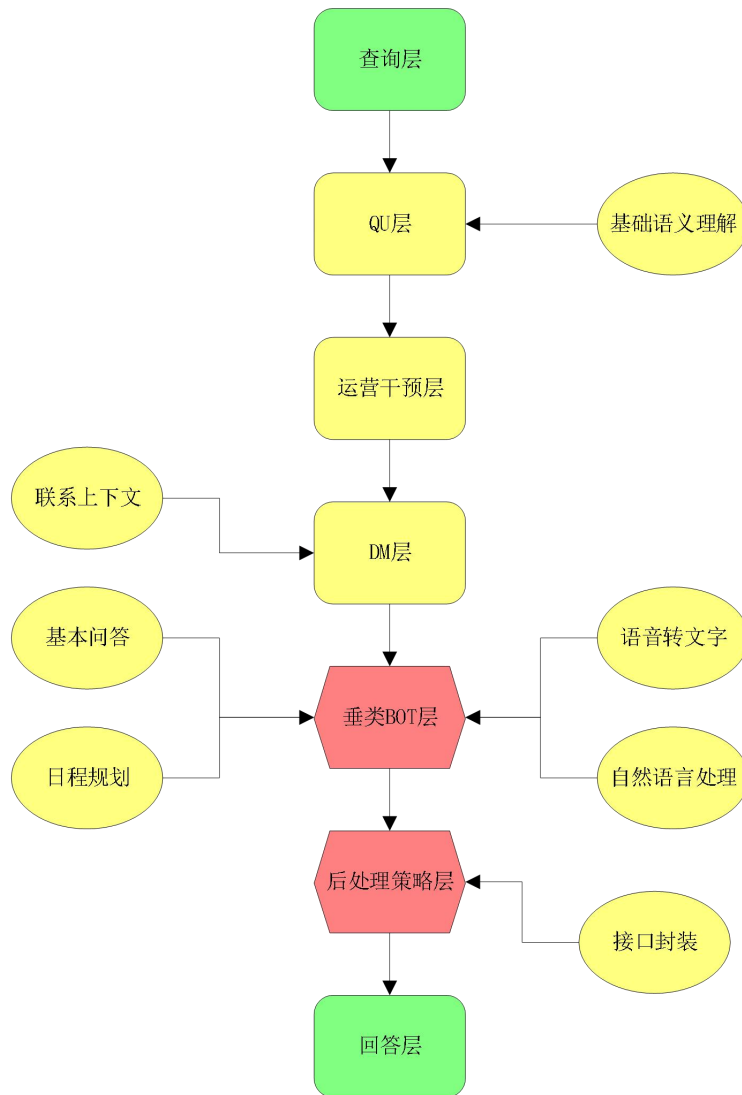 查询层
QU层
基础语义理解
运营干预层
联系上下文
DM层
基本问答
语音转文字
垂类BOT层
日程规划
自然语言处理
后处理策略层
接口封装
回答层